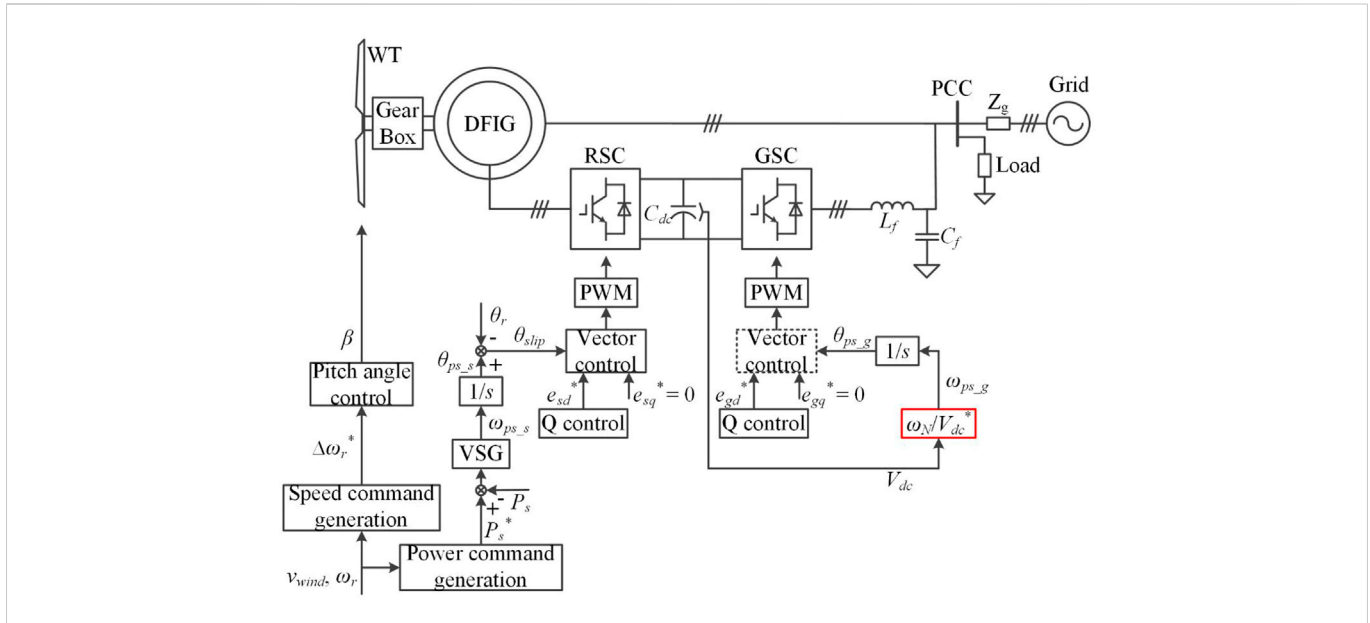 WT
Gear
Box
DFIG
PCC
Z_g
Grid
Load
RSC
GSC
C_dc
L_f
C_f
PWM
PWM
θ_r
-
θ_slip
Vector
control
Vector
control
θ_ps_g
1/s
β
θ_ps_s
+
Pitch angle
control
1/s
e_sd*
e_sq* = 0
e_gd*
e_gq* = 0
ω_ps_g
Q control
Q control
ω_N/V_dc*
ω_ps_s
VSG
Δω_r*
V_dc
Speed command
generation
- P_s
+
P_s*
Power command
generation
v_wind, ω_r